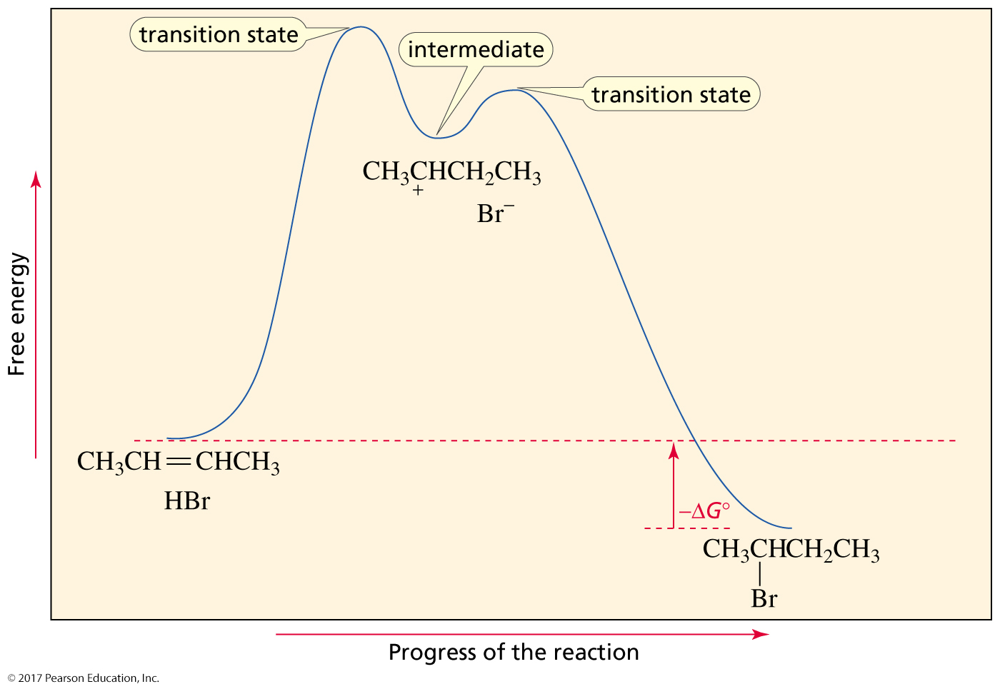 transition state
intermediate
transition state
CH₃CHCH₂CH₃
+
Br⁻
Free energy
CH₃CH=CHCH₃
HBr
–ΔG°
CH₃CHCH₂CH₃
|
Br
Progress of the reaction
© 2017 Pearson Education, Inc.